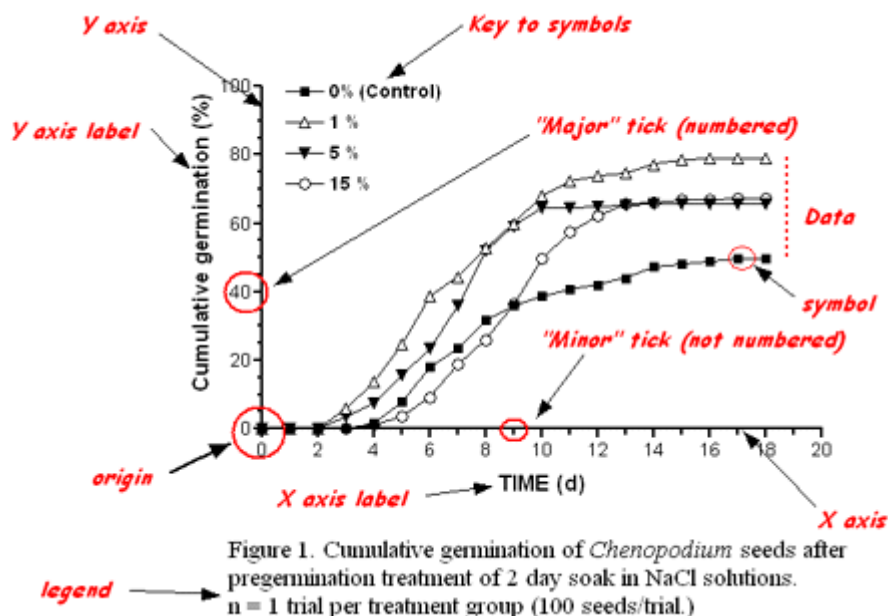 Y axis
Key to symbols
100
0% (Control)
1 %
5 %
15 %
Y axis label
"Major" tick (numbered)
80
60
40
20
0
Cumulative germination (%)
Data
symbol
"Minor" tick (not numbered)
0 2 4 6 8 10 12 14 16 18 20
origin
X axis label
TIME (d)
X axis
Figure 1. Cumulative germination of Chenopodium seeds after
pregermination treatment of 2 day soak in NaCl solutions.
n = 1 trial per treatment group (100 seeds/trial.)
legend